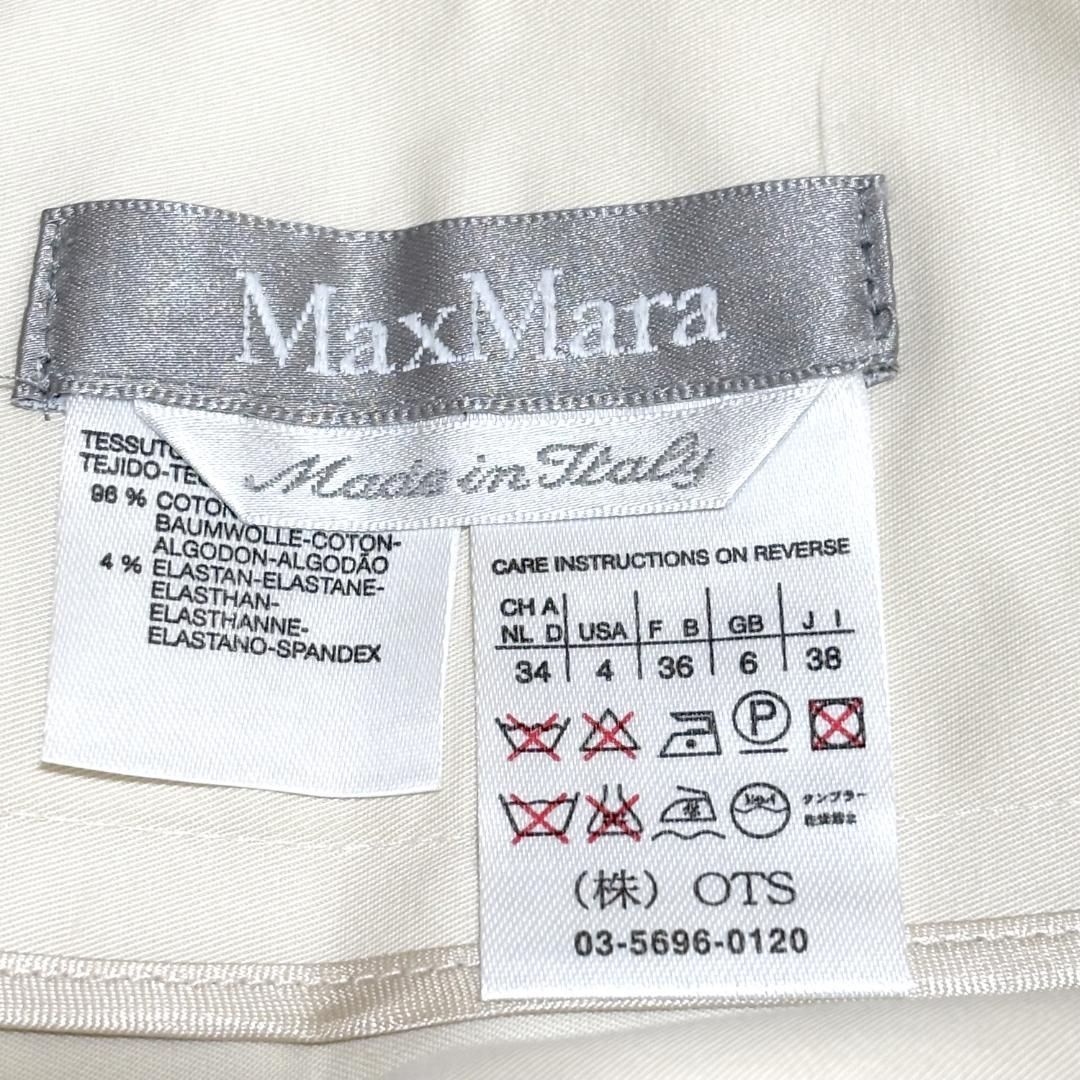 MaxMara
Made in Italy
TESSUTO
TEJIDO-TE
96 % COTON
BAUMWOLLE-COTON-
ALGODON-ALGODÃO
4 % ELASTAN-ELASTANE-
ELASTHAN-
ELASTHANNE-
ELASTANO-SPANDEX
CARE INSTRUCTIONS ON REVERSE
CH A
NL D USA F B GB J I
34 4 36 6 38
P
タンブラー
乾燥禁止
(株) OTS
03-5696-0120